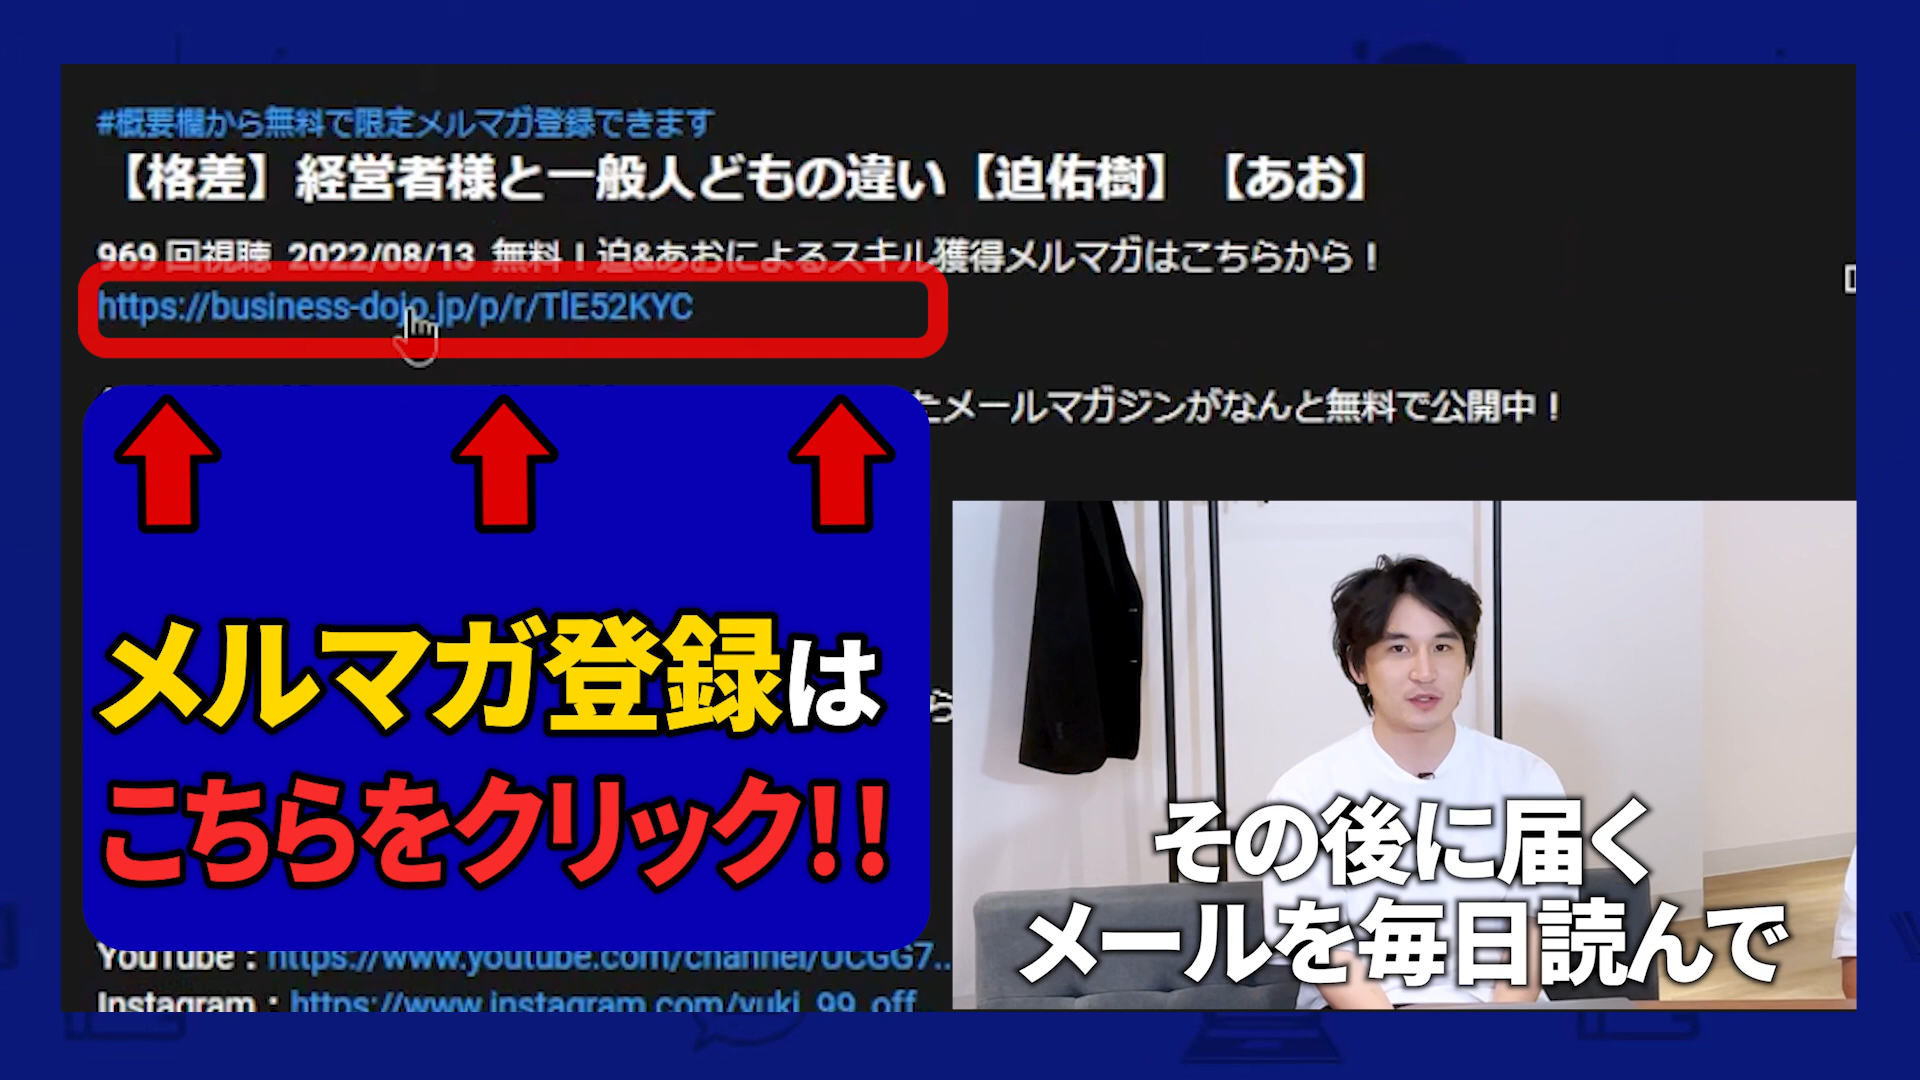 #概要欄から無料で限定メルマガ登録できます
【格差】経営者様と一般人どもの違い【迫佑樹】【あお】
969 回視聴 2022/08/13 無料！迫&あおによるスキル獲得メルマガはこちらから！
https://business-dojo.jp/p/r/TlE52KYC
たメールマガジンがなんと無料で公開中！
メルマガ登録は
ら
こちらをクリック!!
その後に届く
メールを毎日読んで
YouTube：https://www.youtube.com/channel/UCGG7...
Instagram：https://www.instagram.com/yuki_99_off